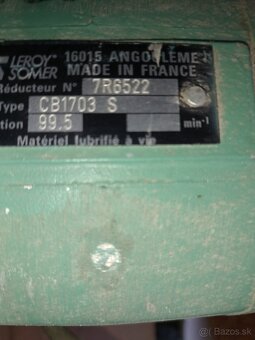 LEROY SOMER
16015 ANGOULEME
MADE IN FRANCE
Réducteur N° 7R6522
Type CB1703 S
tion 99.5 min-1
Matériel lubrifié à vie
© Bazos.sk